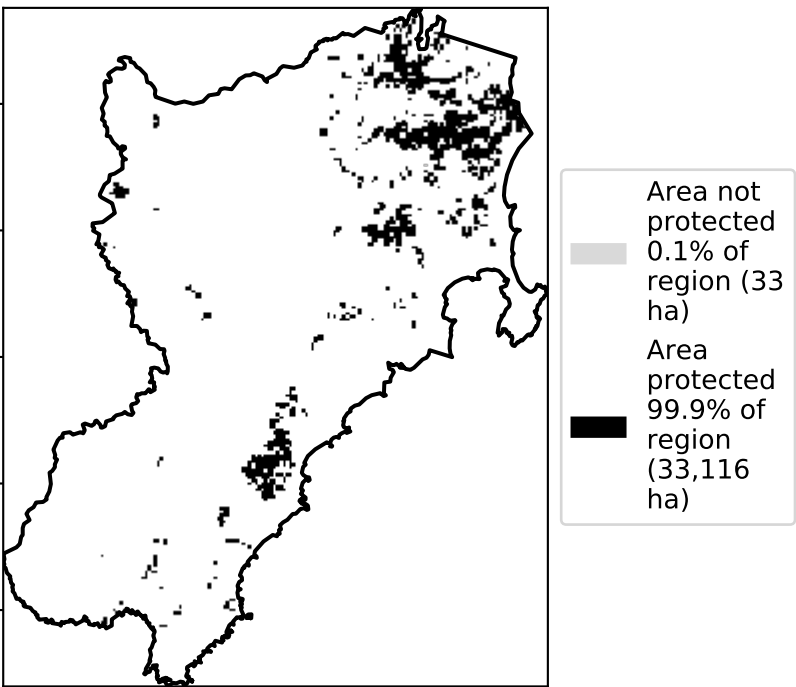 Area not
protected
0.1% of
region (33
ha)
Area
protected
99.9% of
region
(33,116
ha)